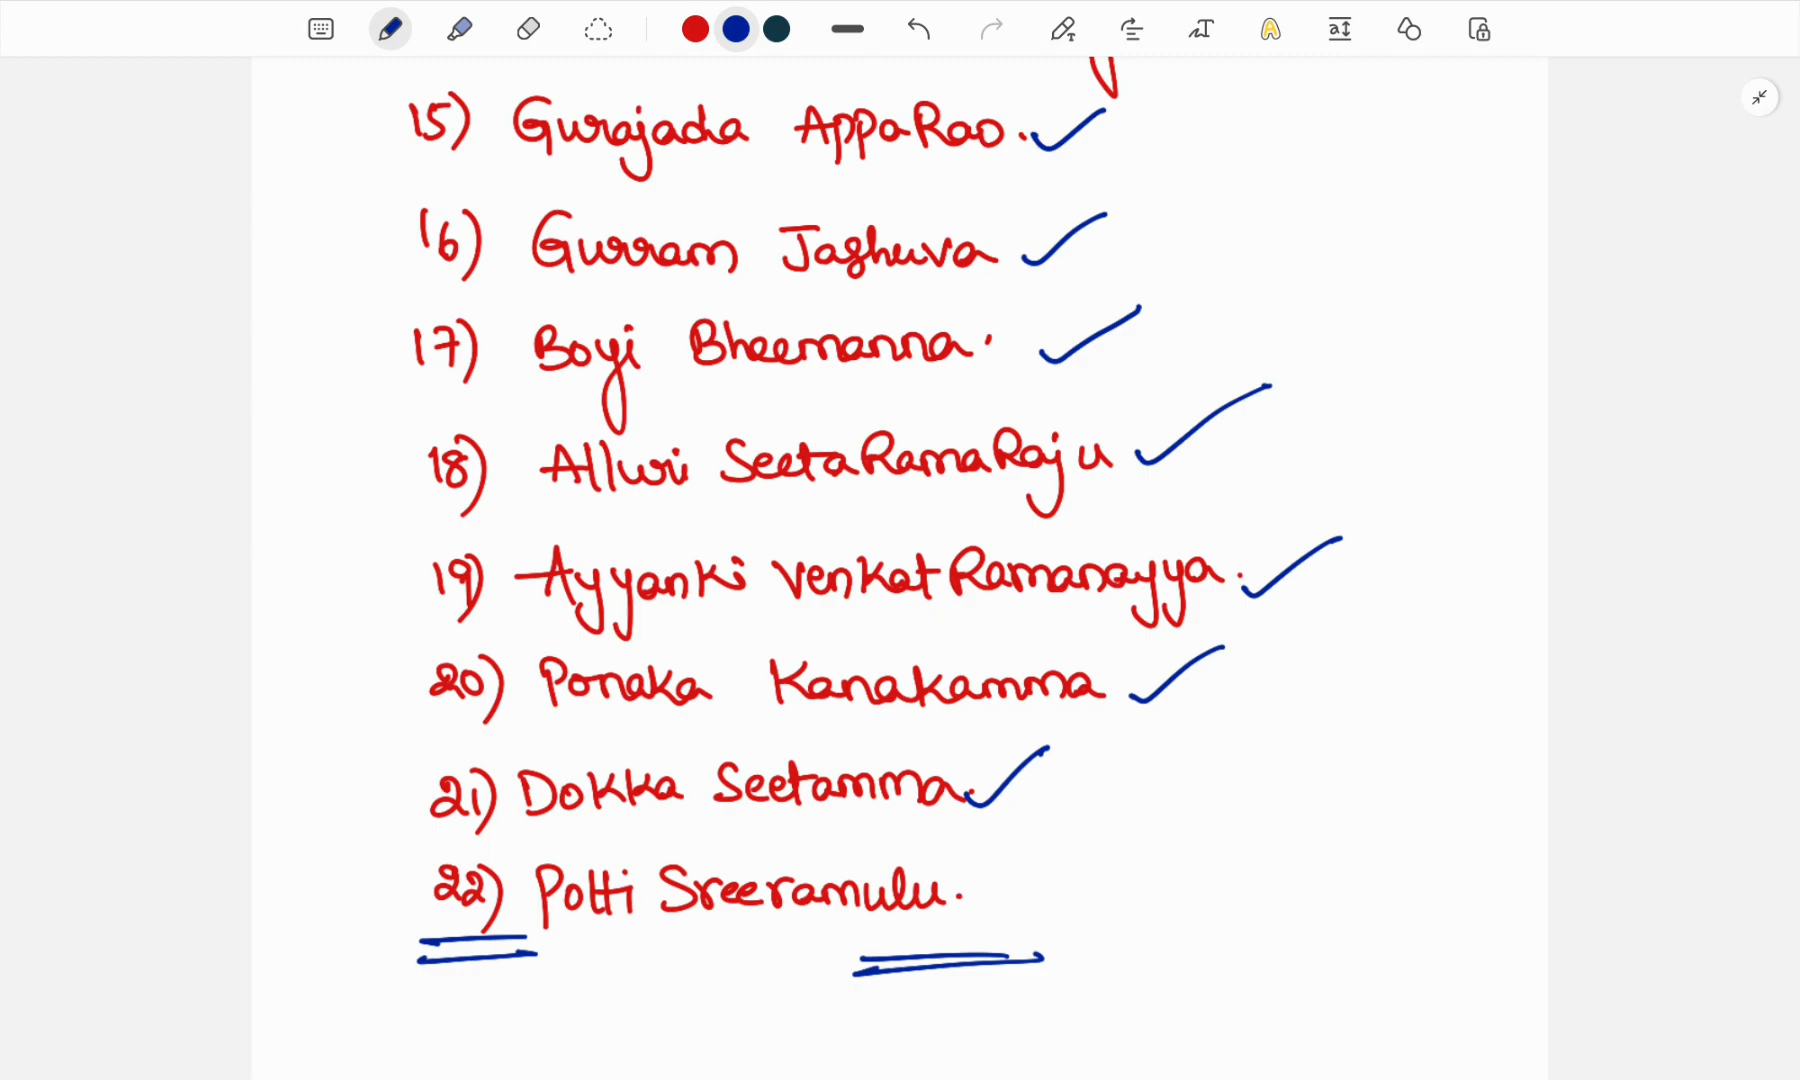 15) Gurajada AppaRao.
16) Gurram Jashuva
17) Boyi Bheemanna.
18) Alluri SeetaRamaRaju
19) Ayyanki VenkatRamanayya.
20) Ponaka Kanakamma
21) Dokka Seetamma.
22) Potti Sreeramulu.